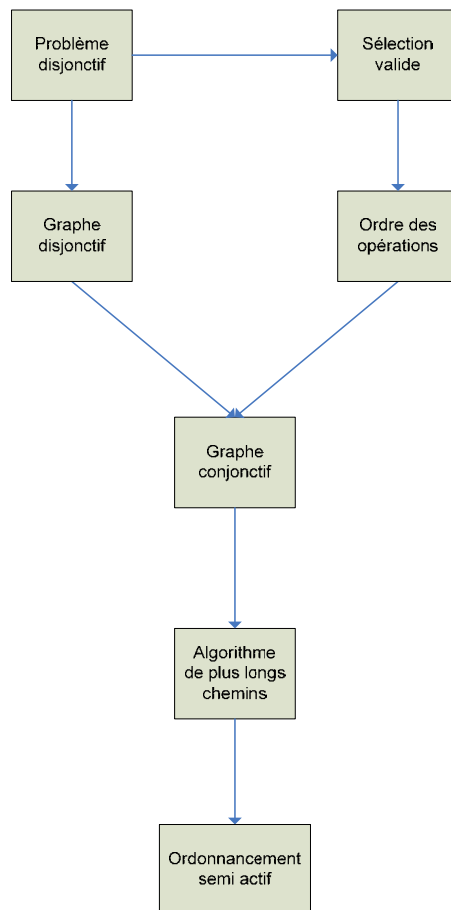 Problème
disjonctif
Sélection
valide
Graphe
disjonctif
Ordre des
opérations
Graphe
conjonctif
Algorithme
de plus longs
chemins
Ordonnancement
semi actif